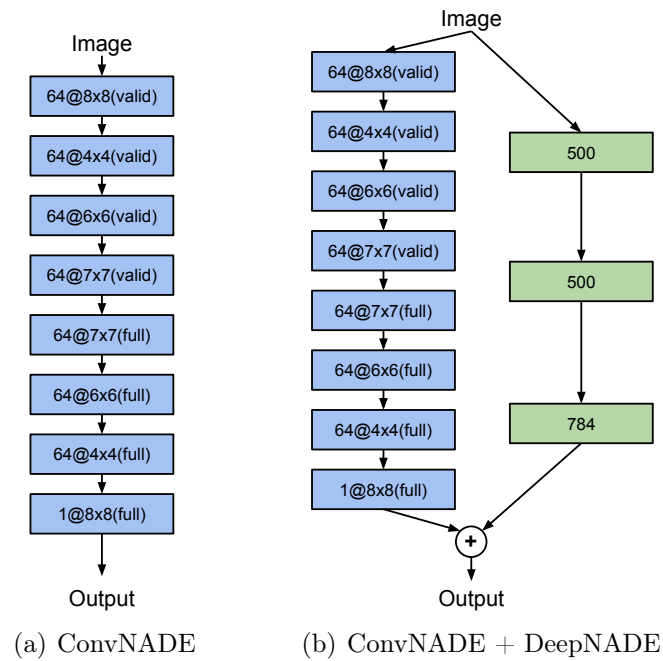 Image
64@8x8(valid)
64@4x4(valid)
64@6x6(valid)
64@7x7(valid)
64@7x7(full)
64@6x6(full)
64@4x4(full)
1@8x8(full)
Output
(a) ConvNADE
Image
64@8x8(valid)
64@4x4(valid)
64@6x6(valid)
64@7x7(valid)
64@7x7(full)
64@6x6(full)
64@4x4(full)
1@8x8(full)
500
500
784
+
Output
(b) ConvNADE + DeepNADE